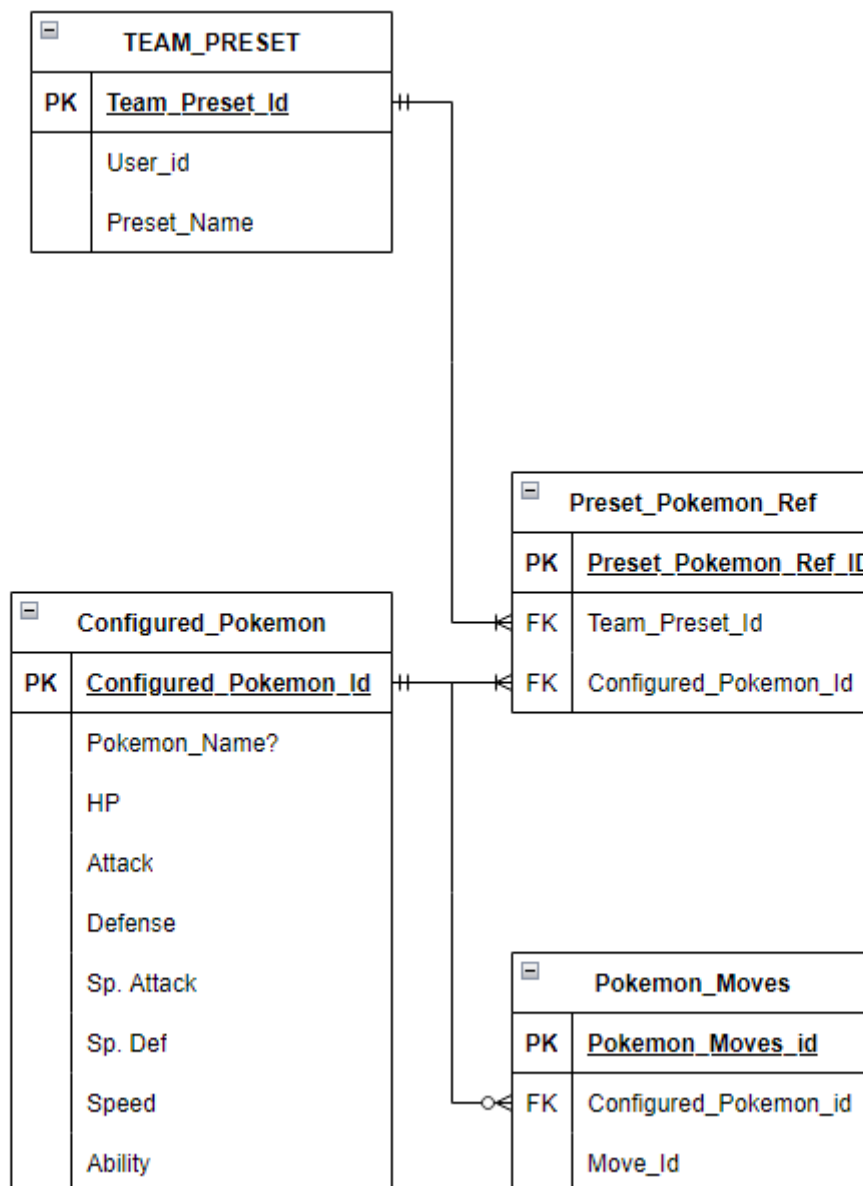 TEAM_PRESET
PK Team_Preset_Id
User_id
Preset_Name
Preset_Pokemon_Ref
PK Preset_Pokemon_Ref_ID
FK Team_Preset_Id
FK Configured_Pokemon_Id
Configured_Pokemon
PK Configured_Pokemon_Id
Pokemon_Name?
HP
Attack
Defense
Sp. Attack
Sp. Def
Speed
Ability
Pokemon_Moves
PK Pokemon_Moves_id
FK Configured_Pokemon_id
Move_Id